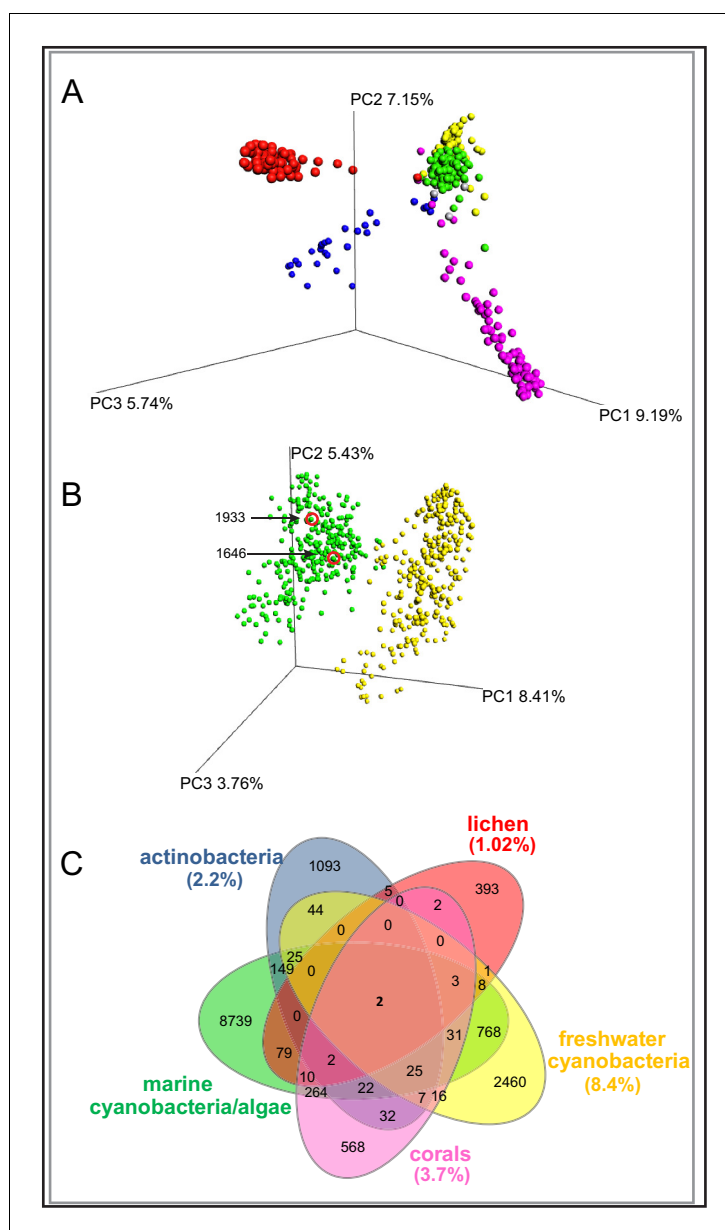 A
PC2 7.15%
PC3 5.74%
PC1 9.19%
B
PC2 5.43%
1933
1646
PC1 8.41%
PC3 3.76%
C
lichen
(1.02%)
actinobacteria
(2.2%)
1093
5
0
2
393
44
0
0
0
25
149
0
1
8
3
2
8739
0
31
768
freshwater
cyanobacteria
(8.4%)
79
2
25
2460
10
264
22
7
16
marine
cyanobacteria/algae
32
568
corals
(3.7%)